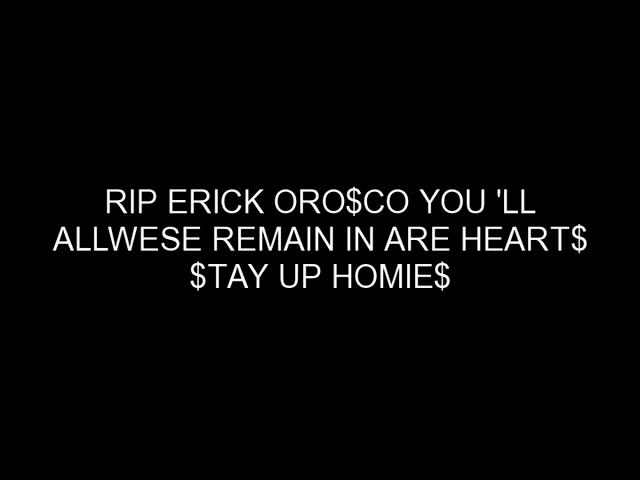 RIP ERICK ORO$CO YOU 'LL
ALLWESE REMAIN IN ARE HEART$
$TAY UP HOMIE$